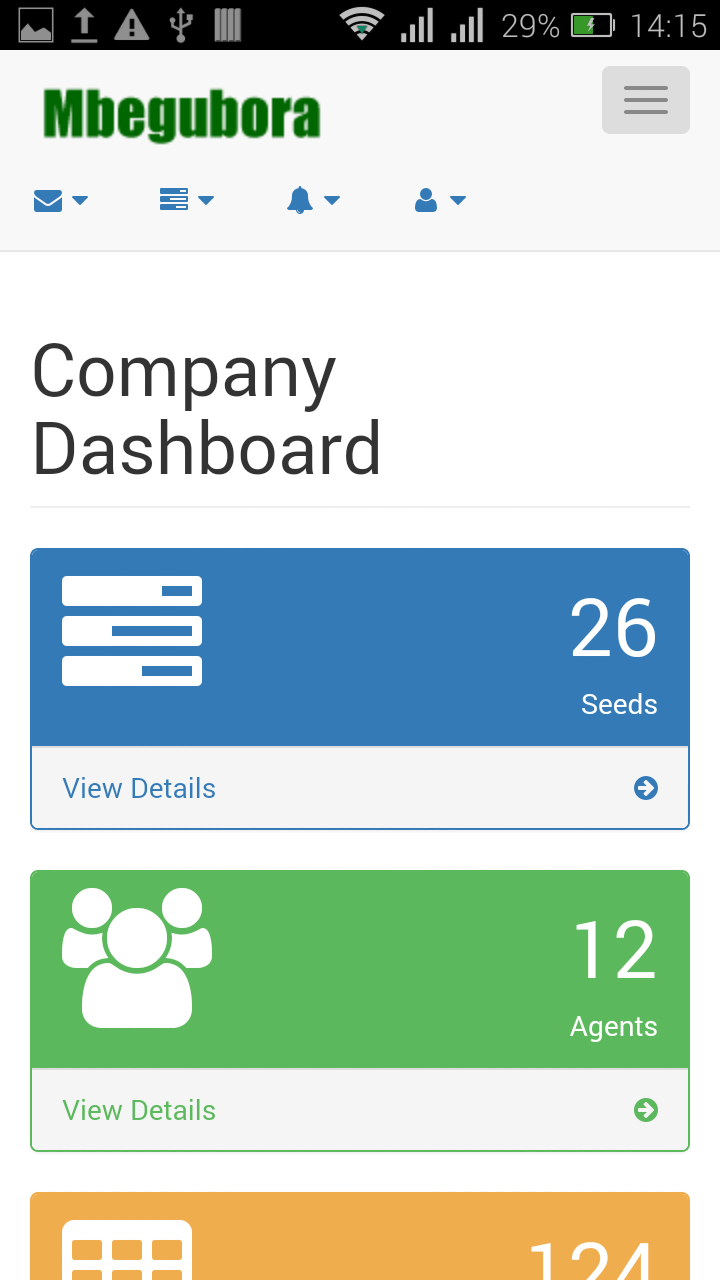 29% 14:15
Mbegubora
Company
Dashboard
26
Seeds
View Details
12
Agents
View Details
124